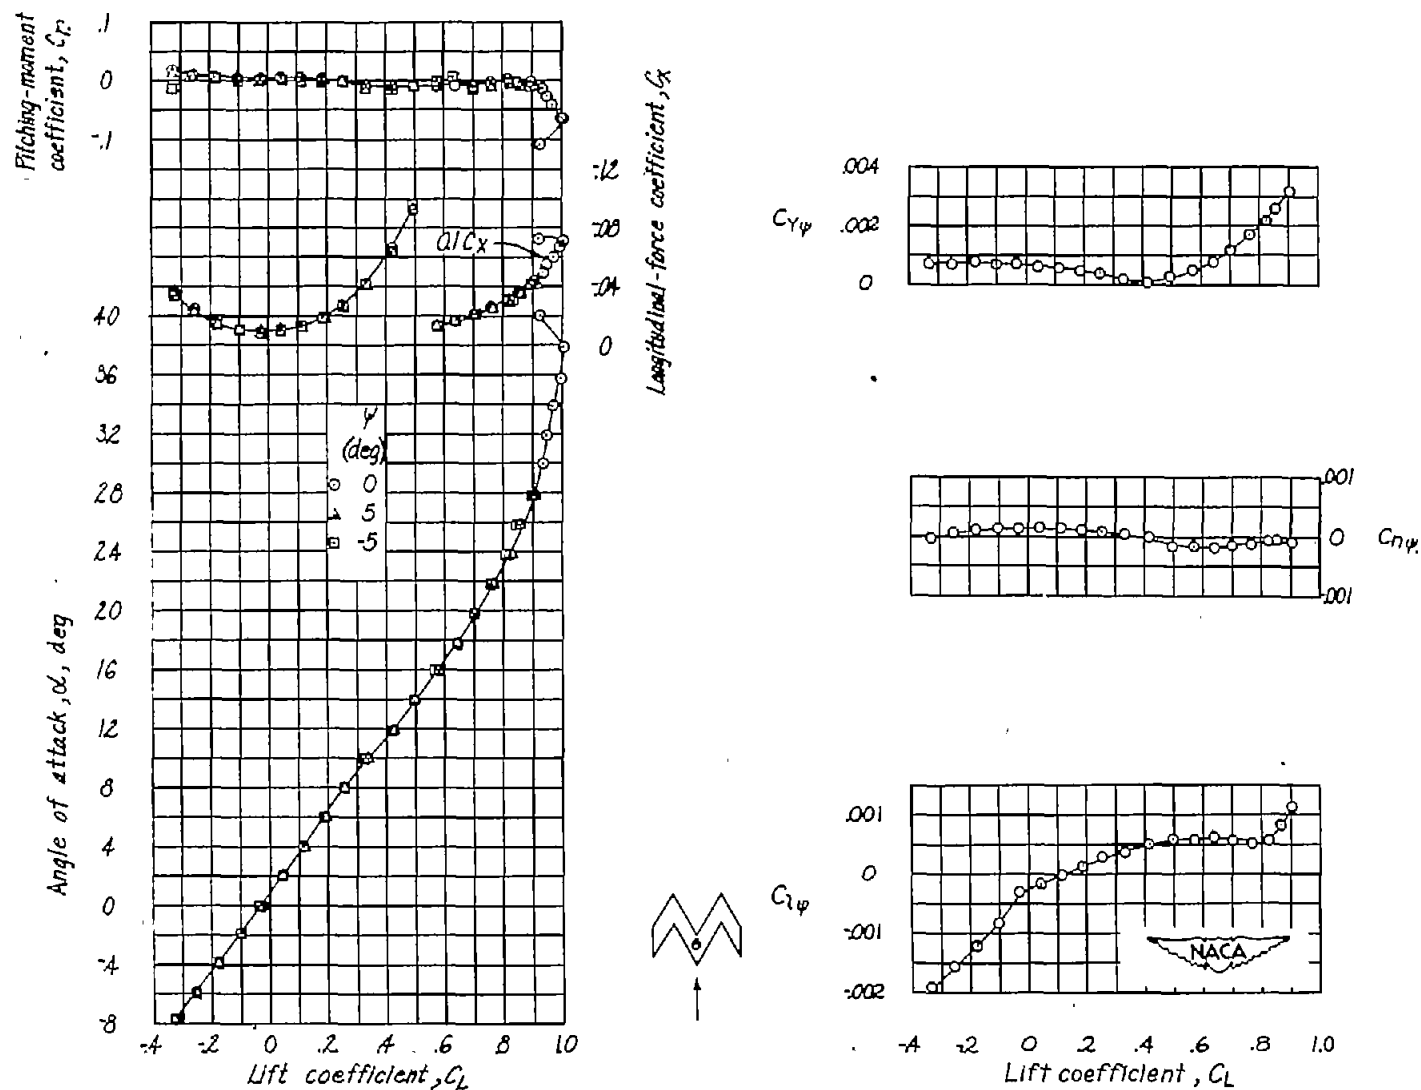 .1
0
-.1
Pitching-moment
coefficient, Cm
-.12
-.08
-.04
0
Longitudinal-force coefficient, CX
0.1CX
40
36
32
28
24
20
16
12
8
4
0
-4
-8
Angle of attack, α, deg
ψ
(deg)
0
5
-5
-.4 -.2 0 .2 .4 .6 .8 1.0
Lift coefficient, CL
.004
.002
0
CYψ
.001
0
-.001
Cnψ
.001
0
-.001
-.002
Clψ
NACA
-.4 -.2 0 .2 .4 .6 .8 1.0
Lift coefficient, CL